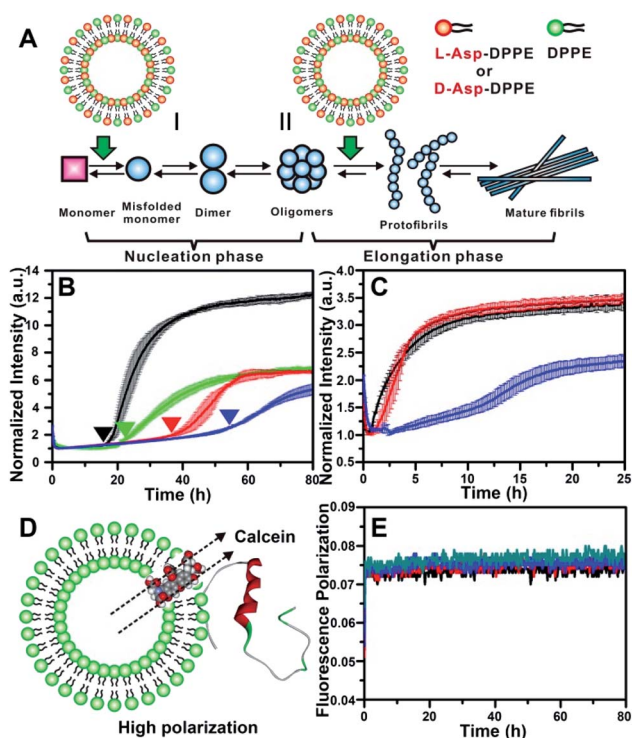 A
L-Asp-DPPE
or
D-Asp-DPPE
DPPE
I
II
Monomer
Misfolded
monomer
Dimer
Oligomers
Protofibrils
Mature fibrils
Nucleation phase
Elongation phase
B
Normalized Intensity (a.u.)
14
12
10
8
6
4
2
0
0 20 40 60 80
Time (h)
C
Normalized Intensity (a.u.)
4.0
3.5
3.0
2.5
2.0
1.5
1.0
0.5
0 5 10 15 20 25
Time (h)
D
Calcein
High polarization
E
Fluorescence Polarization
0.09
0.08
0.07
0.06
0.05
0.04
0 20 40 60 80
Time (h)